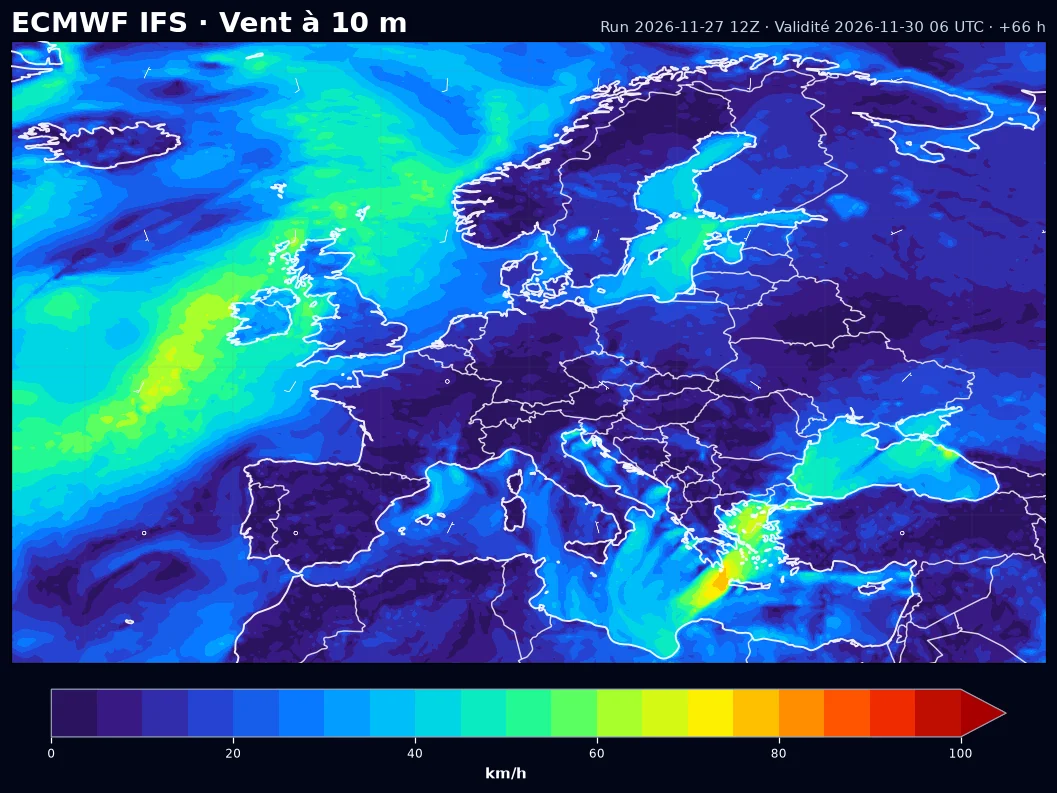 ECMWF IFS · Vent à 10 m
Run 2026-11-27 12Z · Validité 2026-11-30 06 UTC · +66 h
0 20 40 60 80 100
km/h